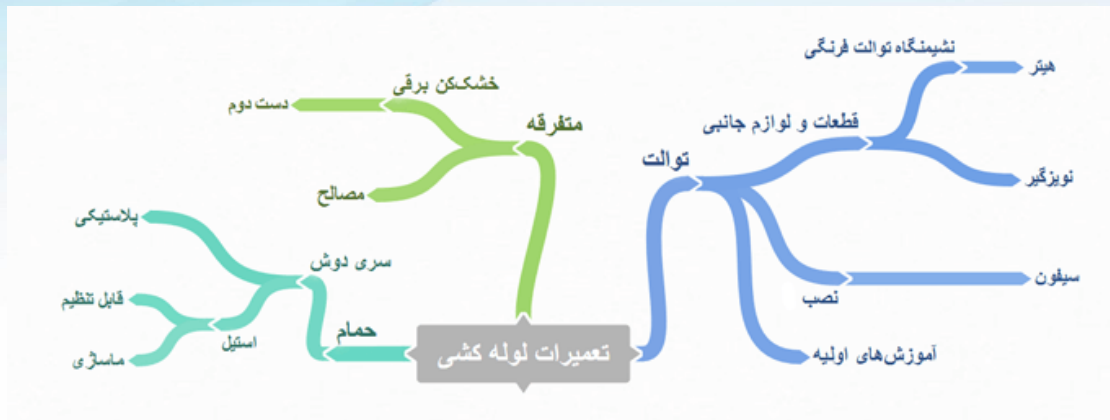 تعمیرات لوله کشی
توالت
قطعات و لوازم جانبی
نشیمنگاه توالت فرنگی
هیتر
نویزگیر
نصب
سیفون
آموزش‌های اولیه
متفرقه
خشک‌کن برقی
دست دوم
مصالح
حمام
سری دوش
پلاستیکی
استیل
قابل تنظیم
ماساژی